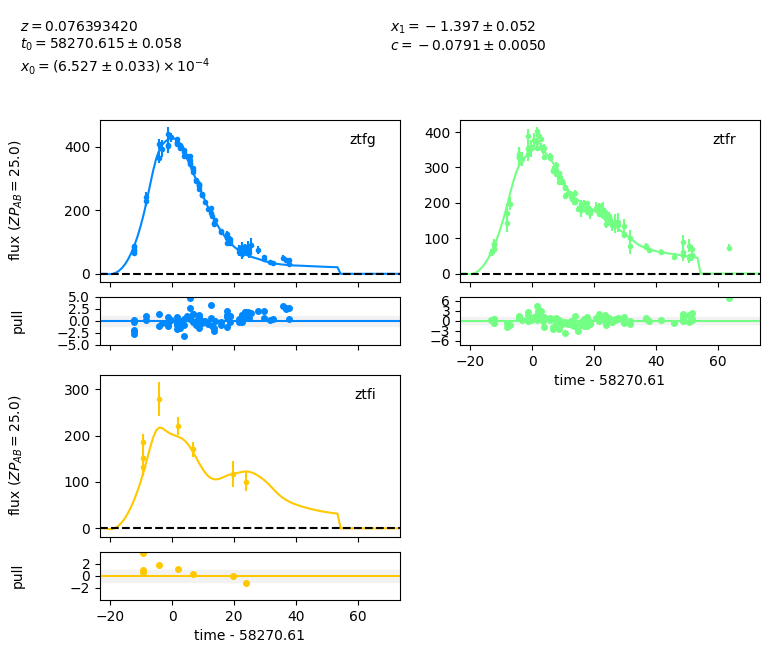 z = 0.076393420
t₀ = 58270.615 ± 0.058
x₀ = (6.527 ± 0.033) × 10⁻⁴
x₁ = −1.397 ± 0.052
c = −0.0791 ± 0.0050
flux (ZP_AB = 25.0)
400
200
0
ztfg
pull
5.0
2.5
0.0
−2.5
−5.0
400
300
200
100
0
ztfr
6
3
0
−3
−6
−20 0 20 40 60
time - 58270.61
flux (ZP_AB = 25.0)
300
200
100
0
ztfi
pull
2
0
−2
−20 0 20 40 60
time - 58270.61